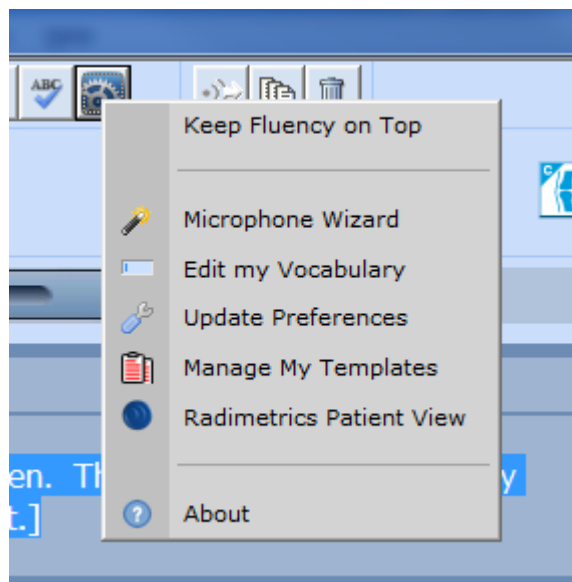 ABC
Keep Fluency on Top
C
Microphone Wizard
Edit my Vocabulary
Update Preferences
Manage My Templates
Radimetrics Patient View
en. Th
y
t.]
About